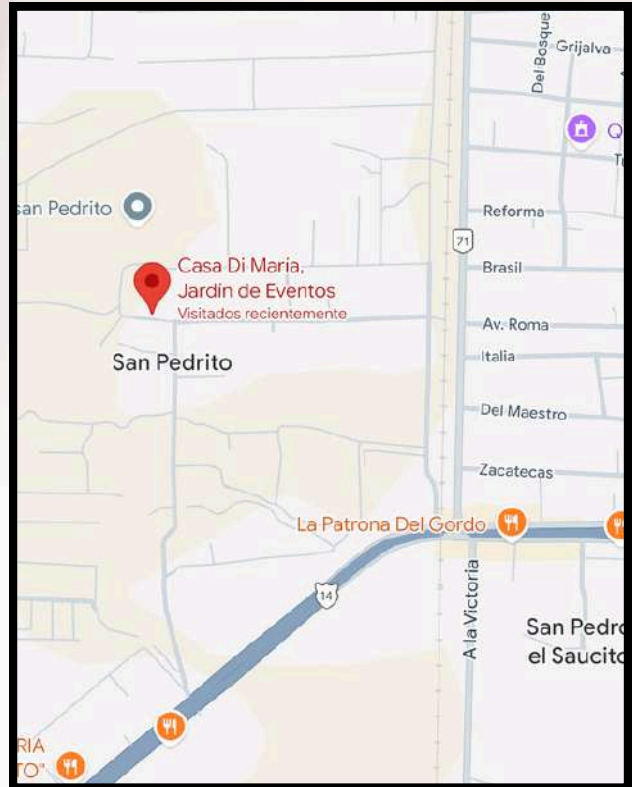 Del Bosque
Grijalva
Q
san Pedrito
Reforma
71
Brasil
Casa Di Maria,
Jardín de Eventos
Visitados recientemente
Av. Roma
San Pedrito
Italia
Del Maestro
Zacatecas
La Patrona Del Gordo
14
A la Victoria
San Pedro
el Saucito
RIA
TO"